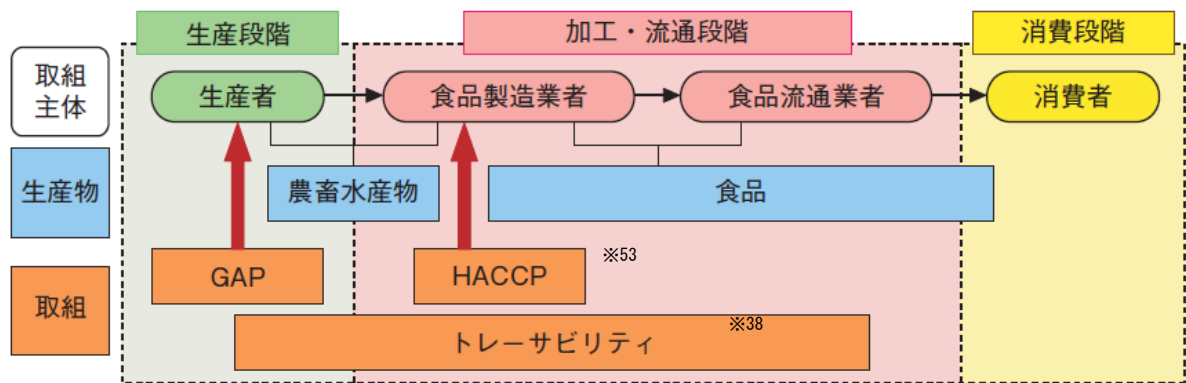 生産段階
加工・流通段階
消費段階
取組
主体
生産者
食品製造業者
食品流通業者
消費者
生産物
農畜水産物
食品
取組
GAP
HACCP
※53
※38
トレーサビリティ